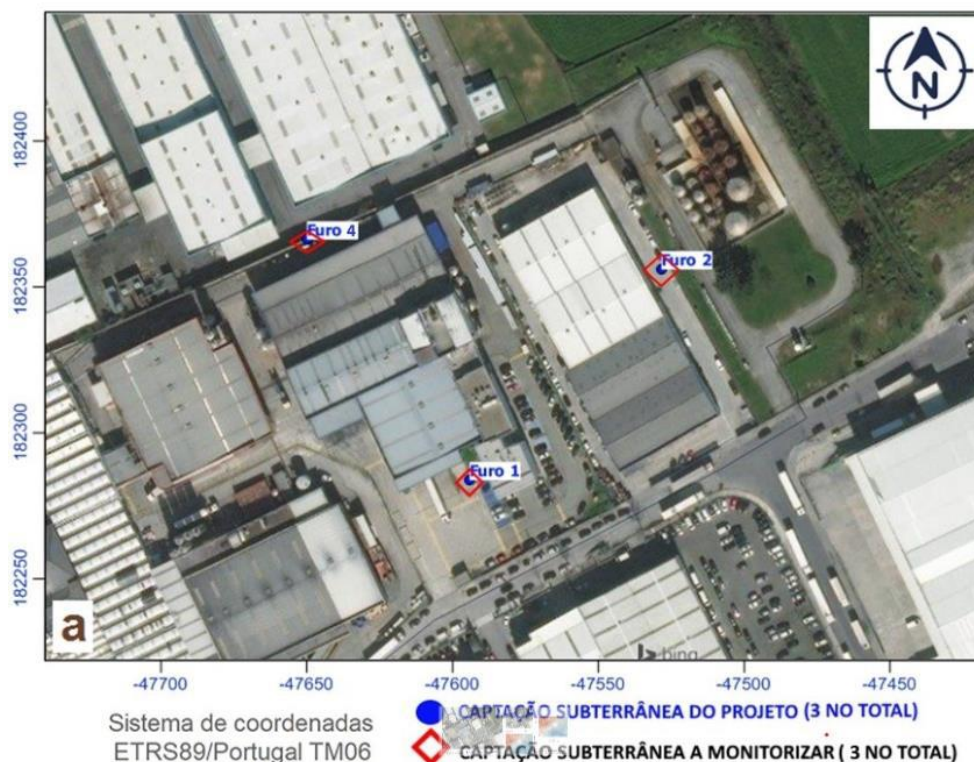 N
182400
182350
182300
182250
Furo 4
Furo 2
Furo 1
a
bing
-47700
-47650
-47600
-47550
-47500
-47450
Sistema de coordenadas
ETRS89/Portugal TM06
CAPTAÇÃO SUBTERRÂNEA DO PROJETO (3 NO TOTAL)
CAPTAÇÃO SUBTERRÂNEA A MONITORIZAR ( 3 NO TOTAL)